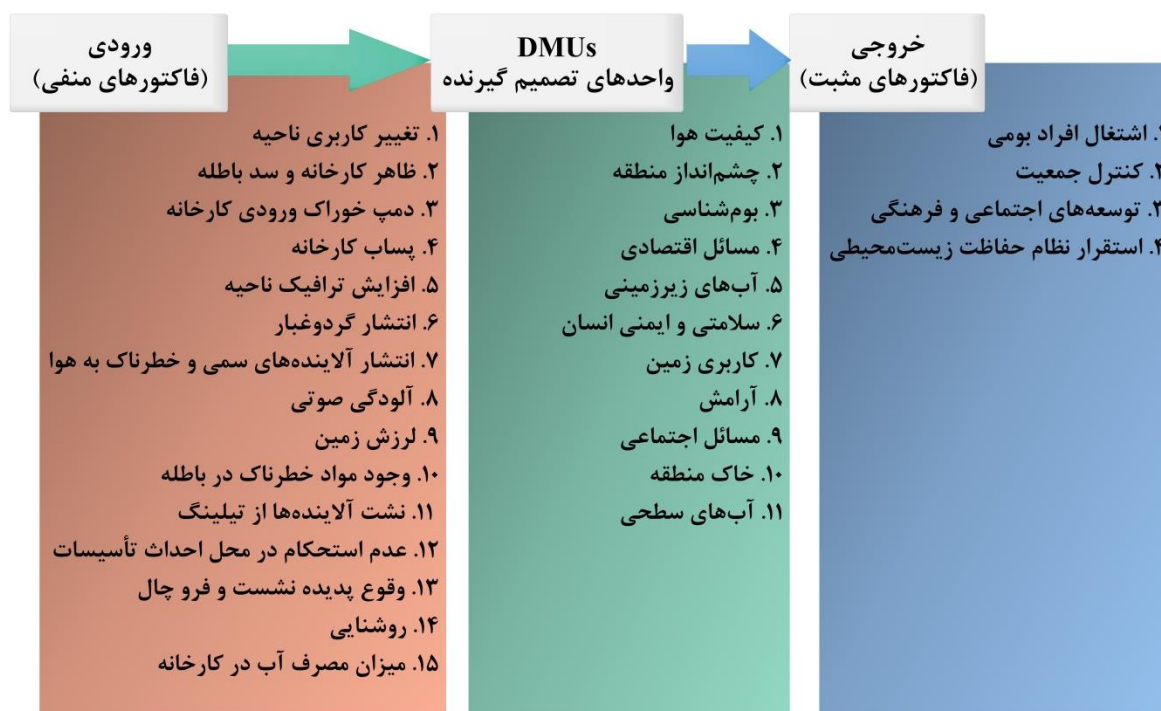 ورودی
(فاکتورهای منفی)
۱. تغییر کاربری ناحیه
۲. ظاهر کارخانه و سد باطله
۳. دمپ خوراک ورودی کارخانه
۴. پساب کارخانه
۵. افزایش ترافیک ناحیه
۶. انتشار گردوغبار
۷. انتشار آلاینده‌های سمی و خطرناک به هوا
۸. آلودگی صوتی
۹. لرزش زمین
۱۰. وجود مواد خطرناک در باطله
۱۱. نشت آلاینده‌ها از تیلینگ
۱۲. عدم استحکام در محل احداث تأسیسات
۱۳. وقوع پدیده نشست و فرو چال
۱۴. روشنایی
۱۵. میزان مصرف آب در کارخانه
DMUs
واحدهای تصمیم گیرنده
۱. کیفیت هوا
۲. چشم‌انداز منطقه
۳. بوم‌شناسی
۴. مسائل اقتصادی
۵. آب‌های زیرزمینی
۶. سلامتی و ایمنی انسان
۷. کاربری زمین
۸. آرامش
۹. مسائل اجتماعی
۱۰. خاک منطقه
۱۱. آب‌های سطحی
خروجی
(فاکتورهای مثبت)
۱. اشتغال افراد بومی
۲. کنترل جمعیت
۳. توسعه‌های اجتماعی و فرهنگی
۴. استقرار نظام حفاظت زیست‌محیطی